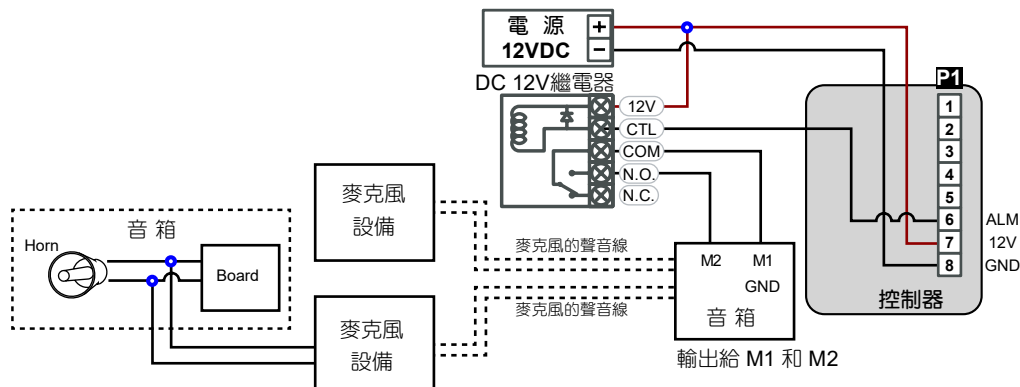 電 源
12VDC
+
−
DC 12V繼電器
12V
CTL
COM
N.O.
N.C.
P1
1
2
3
4
5
6
7
8
ALM
12V
GND
控制器
麥克風
設備
音 箱
Horn
Board
麥克風的聲音線
麥克風的聲音線
麥克風
設備
M2 M1
GND
音 箱
輸出給 M1 和 M2